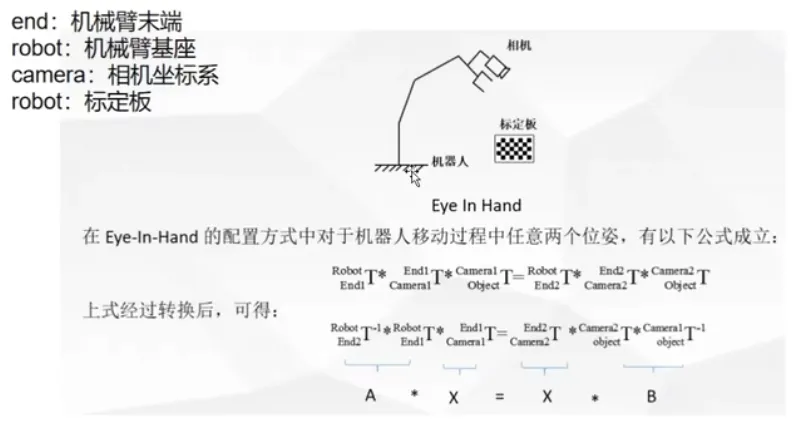 end：机械臂末端
robot：机械臂基座
camera：相机坐标系
robot：标定板
相机
标定板
机器人
Eye In Hand
在 Eye-In-Hand 的配置方式中对于机器人移动过程中任意两个位姿，有以下公式成立：
Robot End1 T* End1 Camera1 T* Camera1 Object T= Robot End2 T* End2 Camera2 T* Camera2 Object T
上式经过转换后，可得：
Robot End2 T⁻¹* Robot End1 T* End1 Camera1 T= End2 Camera2 T * Camera2 object T* Camera1 object T⁻¹
A * X = X * B